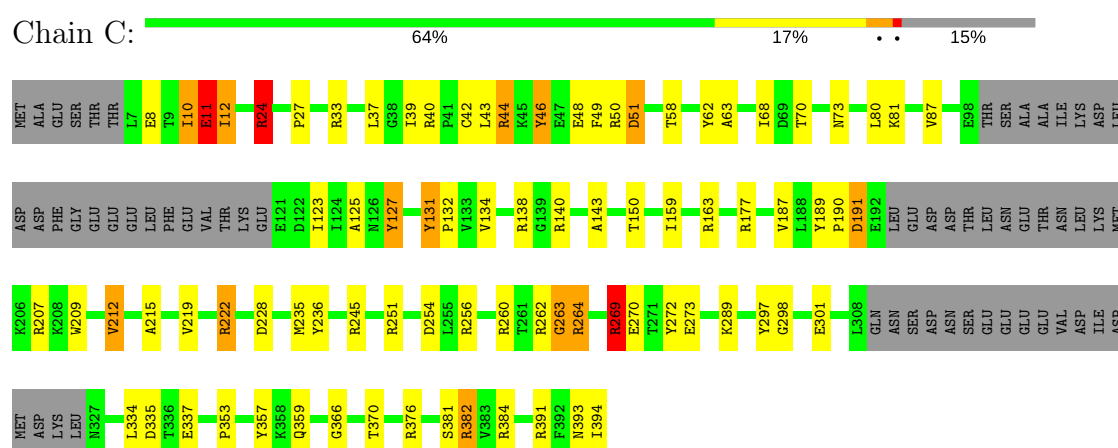 Chain C:
64% 17% • • 15%
MET ALA GLU SER THR THR L7 E8 T9 I10 E11 I12 R24 P27 R33 L37 G38 I39 R40 P41 C42 L43 R44 K45 Y46 E47 E48 F49 R50 D51 T58 Y62 A63 I68 D69 T70 N73 L80 K81 V87 E98 THR SER ALA ALA ILE LYS ASP LEU
ASP ASP PHE GLY GLU GLU GLU LEU PHE GLU VAL THR LYS GLU E121 D122 I123 I124 A125 N126 Y127 Y131 P132 V133 V134 R138 G139 R140 A143 T150 I159 R163 R177 V187 L188 Y189 P190 D191 E192 LEU GLU ASP ASP THR LEU ASN GLU THR ASN LEU LYS MET
K206 R207 K208 W209 V212 A215 V219 R222 D228 M235 Y236 R245 R251 D254 L255 R256 R260 T261 R262 G263 R264 R269 E270 T271 Y272 E273 K289 Y297 G298 E301 L308 GLN ASN SER ASP ASN SER GLU GLU GLU GLU VAL ASP ILE ASP
MET ASP LYS LEU N327 L334 D335 T336 E337 P353 Y357 K358 Q359 G366 T370 R376 S381 R382 V383 R384 R391 F392 N393 I394